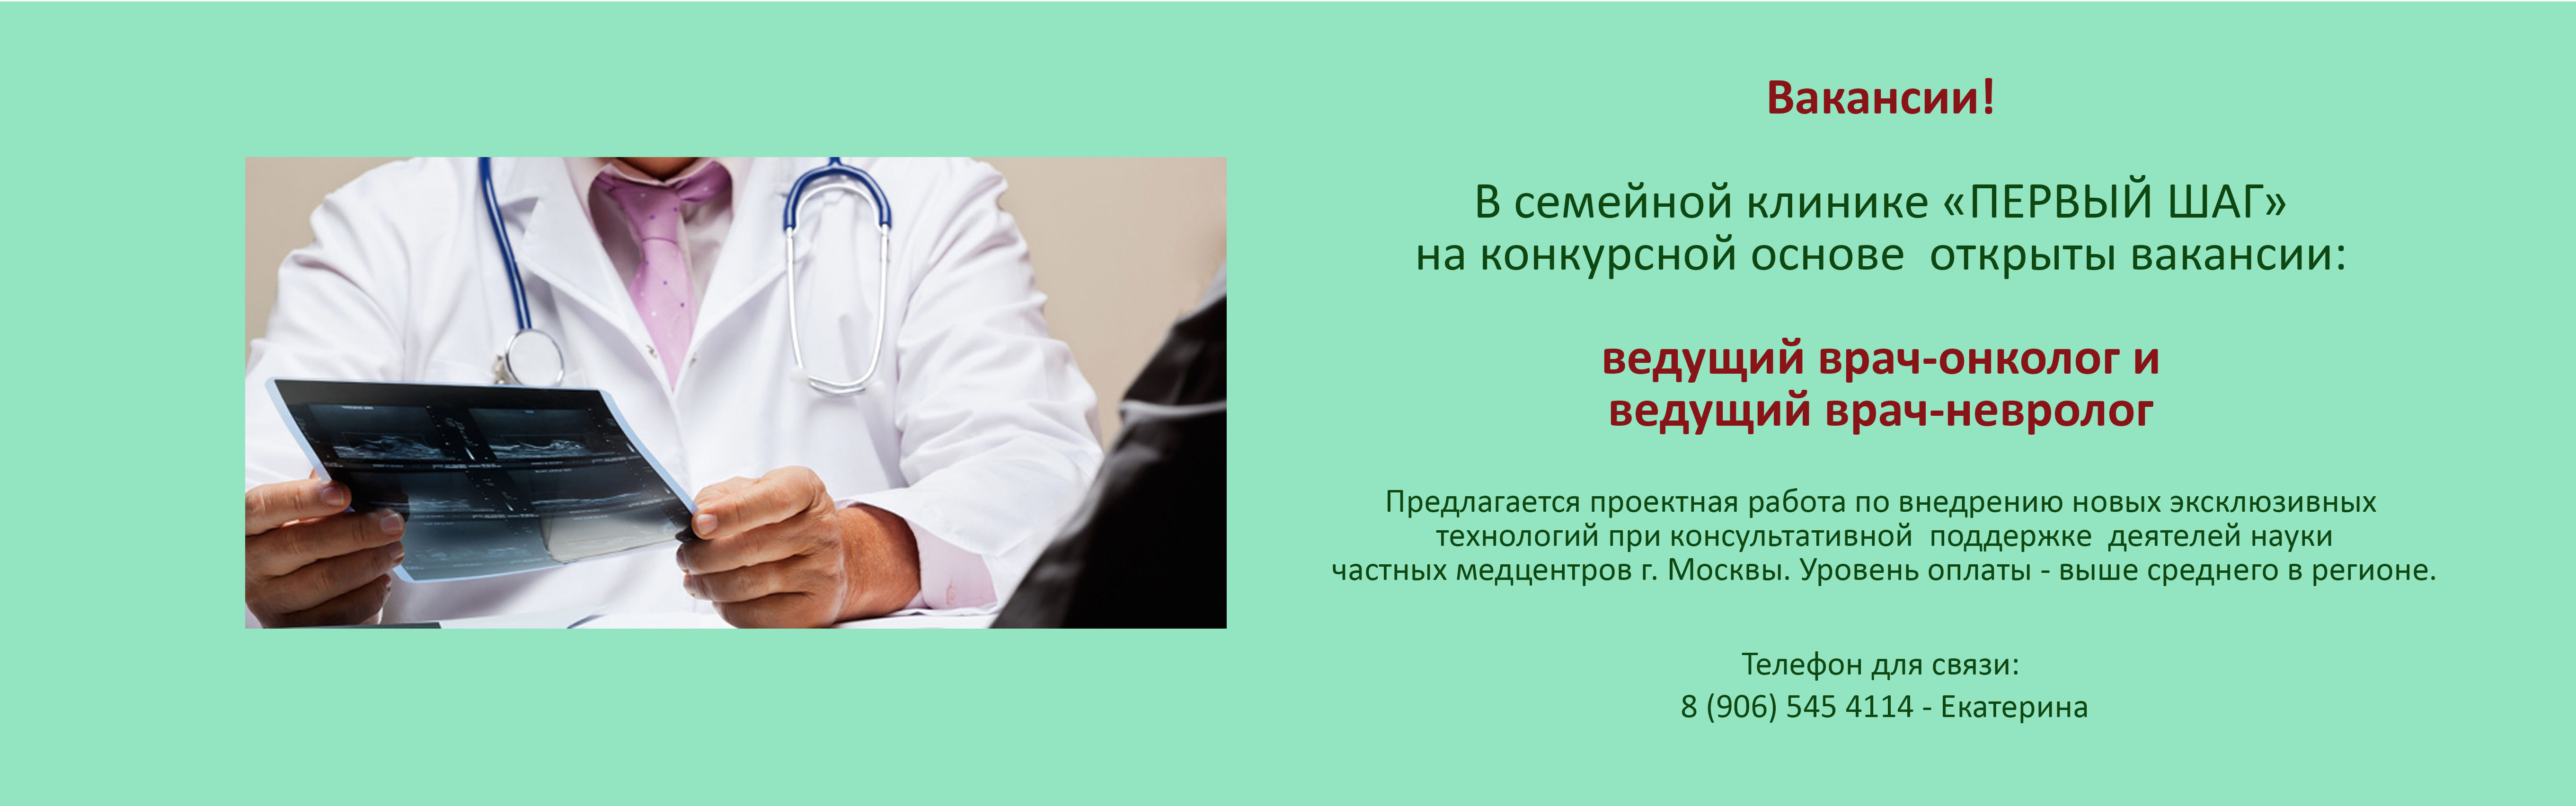 Вакансии!
В семейной клинике «ПЕРВЫЙ ШАГ»
на конкурсной основе  открыты вакансии:
ведущий врач-онколог и
ведущий врач-невролог
Предлагается проектная работа по внедрению новых эксклюзивных
технологий при консультативной  поддержке  деятелей науки
частных медцентров г. Москвы. Уровень оплаты - выше среднего в регионе.
Телефон для связи:
8 (906) 545 4114 - Екатерина